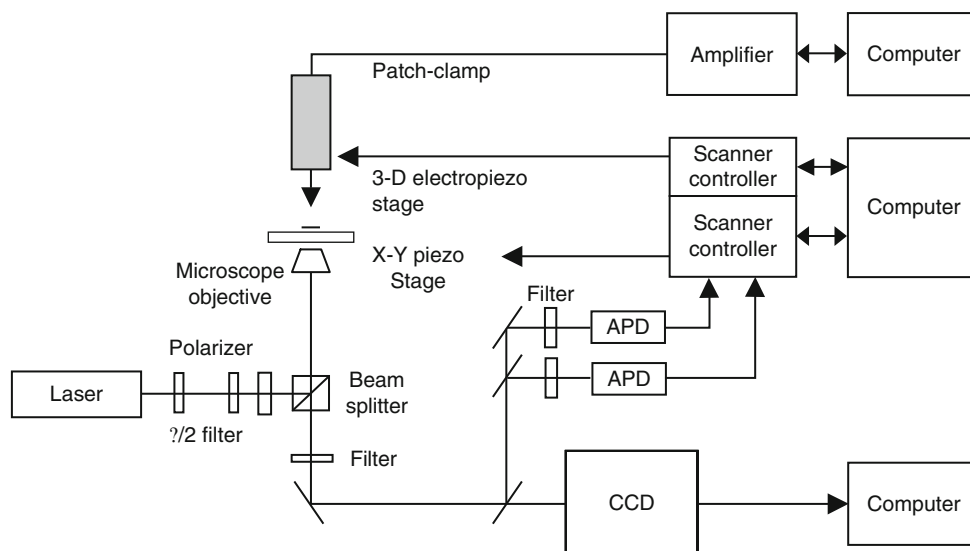 Patch-clamp
Amplifier
Computer
3-D electropiezo
stage
Scanner
controller
Scanner
controller
Computer
X-Y piezo
Stage
Microscope
objective
Filter
APD
APD
Polarizer
Laser
?/2 filter
Beam
splitter
Filter
CCD
Computer